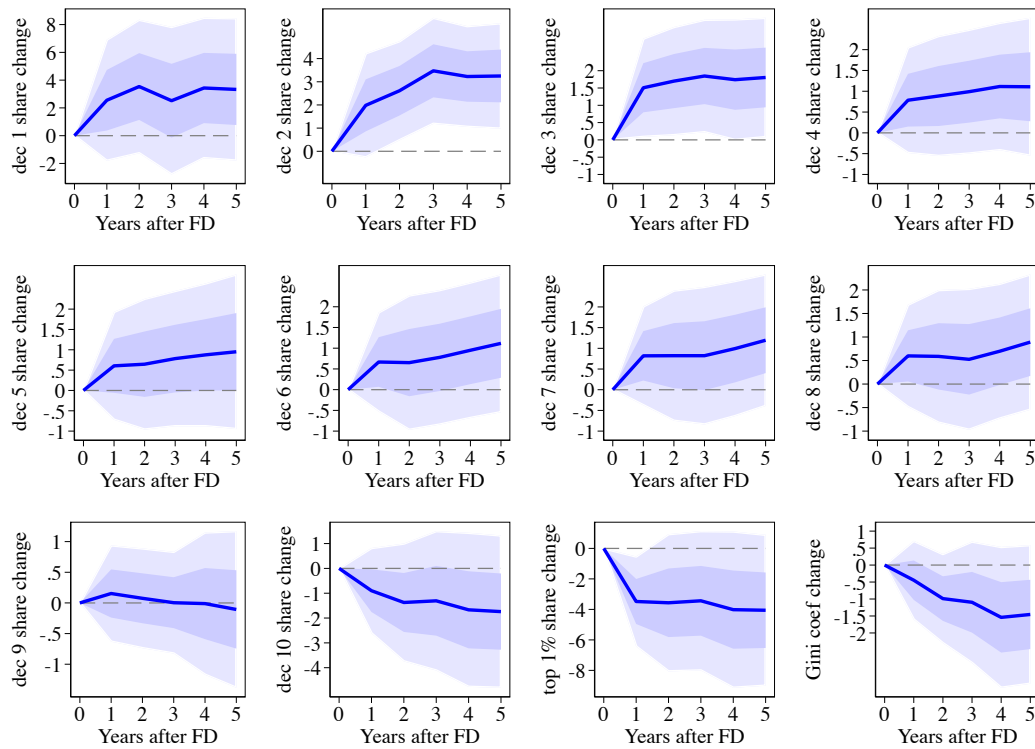 dec 1 share change
8
6
4
2
0
-2
0 1 2 3 4 5
Years after FD
dec 2 share change
4
3
2
1
0
0 1 2 3 4 5
Years after FD
dec 3 share change
2
1.5
1
.5
0
-.5
-1
0 1 2 3 4 5
Years after FD
dec 4 share change
2
1.5
1
.5
0
-.5
-1
0 1 2 3 4 5
Years after FD
dec 5 share change
2
1.5
1
.5
0
-.5
-1
0 1 2 3 4 5
Years after FD
dec 6 share change
2
1.5
1
.5
0
-.5
-1
0 1 2 3 4 5
Years after FD
dec 7 share change
2
1.5
1
.5
0
-.5
-1
0 1 2 3 4 5
Years after FD
dec 8 share change
2
1.5
1
.5
0
-.5
-1
0 1 2 3 4 5
Years after FD
dec 9 share change
1
.5
0
-.5
-1
0 1 2 3 4 5
Years after FD
dec 10 share change
1
0
-1
-2
-3
-4
0 1 2 3 4 5
Years after FD
top 1% share change
0
-2
-4
-6
-8
0 1 2 3 4 5
Years after FD
Gini coef change
1
.5
0
-.5
-1
-1.5
-2
0 1 2 3 4 5
Years after FD